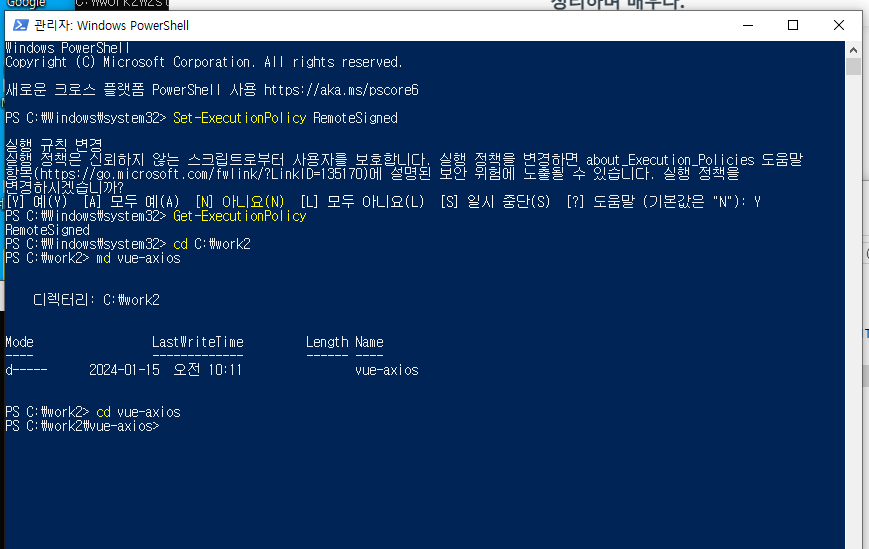 Google
C:\work2\2st
정리하며 배우다.
관리자: Windows PowerShell
Windows PowerShell
Copyright (C) Microsoft Corporation. All rights reserved.
새로운 크로스 플랫폼 PowerShell 사용 https://aka.ms/pscore6
PS C:\Windows\system32> Set-ExecutionPolicy RemoteSigned
실행 규칙 변경
실행 정책은 신뢰하지 않는 스크립트로부터 사용자를 보호합니다. 실행 정책을 변경하면 about_Execution_Policies 도움말
항목(https://go.microsoft.com/fwlink/?LinkID=135170)에 설명된 보안 위험에 노출될 수 있습니다. 실행 정책을
변경하시겠습니까?
[Y] 예(Y)  [A] 모두 예(A)  [N] 아니요(N)  [L] 모두 아니요(L)  [S] 일시 중단(S)  [?] 도움말 (기본값은 "N"): Y
PS C:\Windows\system32> Get-ExecutionPolicy
RemoteSigned
PS C:\Windows\system32> cd C:\work2
PS C:\work2> md vue-axios
디렉터리: C:\work2
Mode                 LastWriteTime         Length Name
----                 -------------         ------ ----
d-----      2024-01-15  오전 10:11                vue-axios
PS C:\work2> cd vue-axios
PS C:\work2\vue-axios>